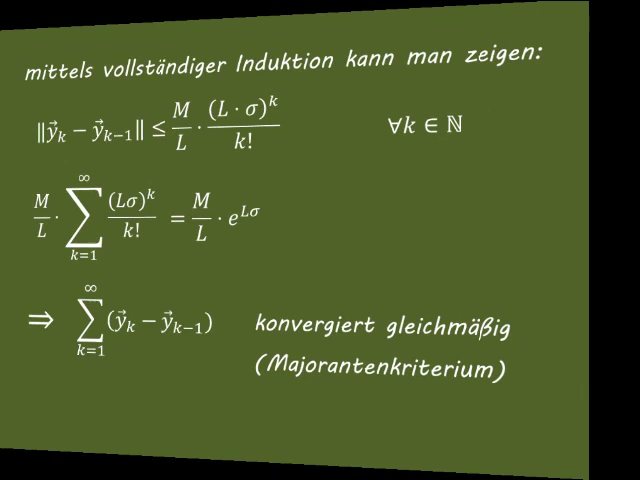 mittels vollständiger Induktion kann man zeigen:
‖y⃗ₖ − y⃗ₖ₋₁‖ ≤ M/L · (L · σ)ᵏ/k! ∀k ∈ ℕ
M/L · ∑_{k=1}^{∞} (Lσ)ᵏ/k! = M/L · e^{Lσ}
⇒ ∑_{k=1}^{∞} (y⃗ₖ − y⃗ₖ₋₁) konvergiert gleichmäßig
(Majorantenkriterium)